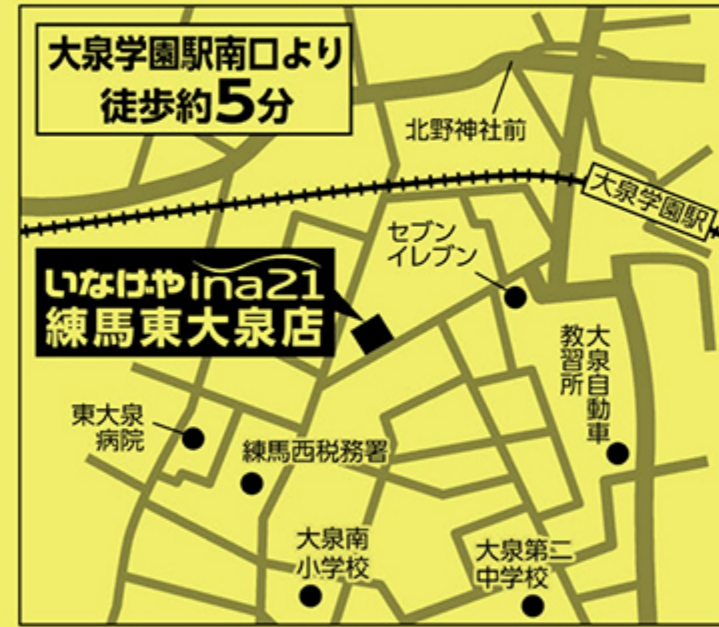 大泉学園駅南口より
徒歩約5分
北野神社前
大泉学園駅
セブン
イレブン
いなげや ina21
練馬東大泉店
大泉自動車
教習所
東大泉
病院
練馬西税務署
大泉南
小学校
大泉第二
中学校